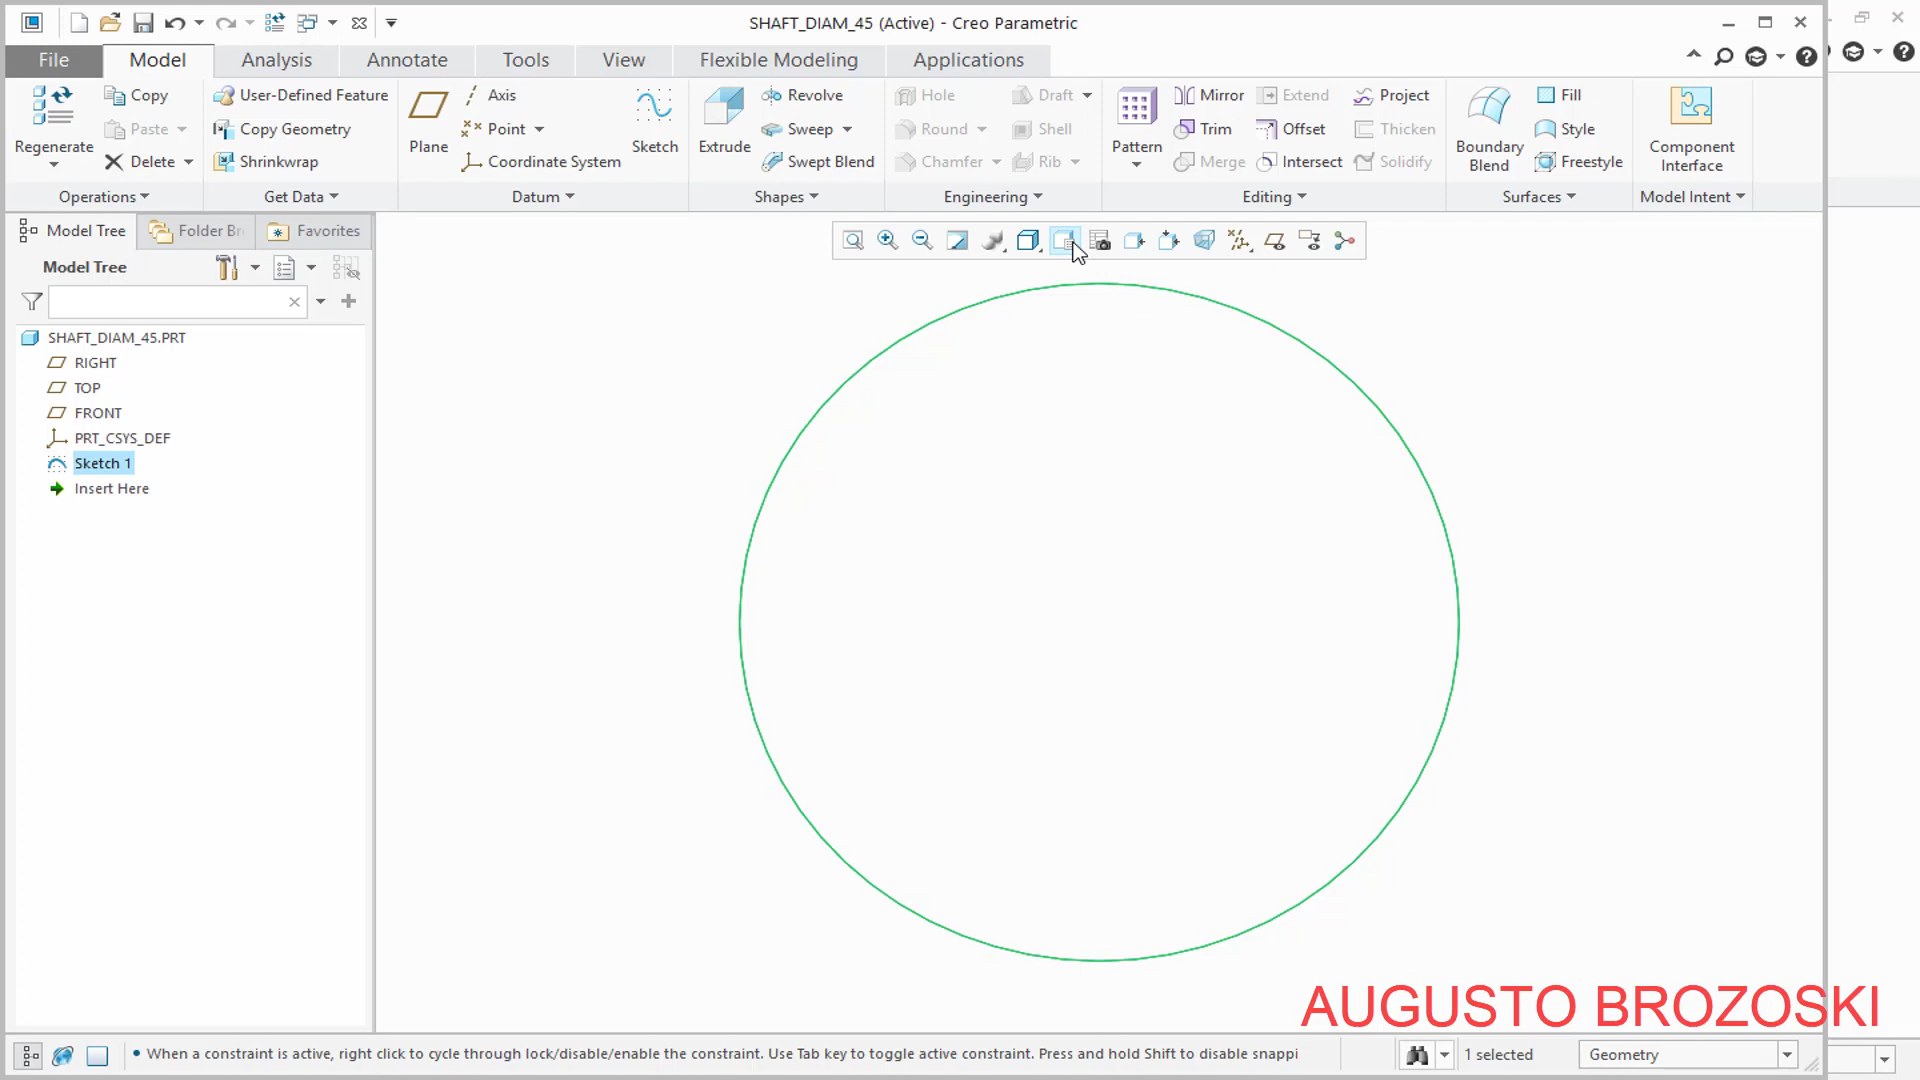 SHAFT_DIAM_45 (Active) - Creo Parametric
File Model Analysis Annotate Tools View Flexible Modeling Applications
Regenerate
Copy
Paste
Delete
Operations
User-Defined Feature
Copy Geometry
Shrinkwrap
Get Data
Plane
Axis
Point
Coordinate System
Sketch
Datum
Extrude
Revolve
Sweep
Swept Blend
Shapes
Hole
Round
Chamfer
Draft
Shell
Rib
Engineering
Pattern
Mirror
Trim
Merge
Extend
Offset
Intersect
Project
Thicken
Solidify
Editing
Boundary
Blend
Fill
Style
Freestyle
Surfaces
Component
Interface
Model Intent
Model Tree Folder Br Favorites
Model Tree
SHAFT_DIAM_45.PRT
RIGHT
TOP
FRONT
PRT_CSYS_DEF
Sketch 1
Insert Here
AUGUSTO BROZOSKI
• When a constraint is active, right click to cycle through lock/disable/enable the constraint. Use Tab key to toggle active constraint. Press and hold Shift to disable snappi
1 selected
Geometry